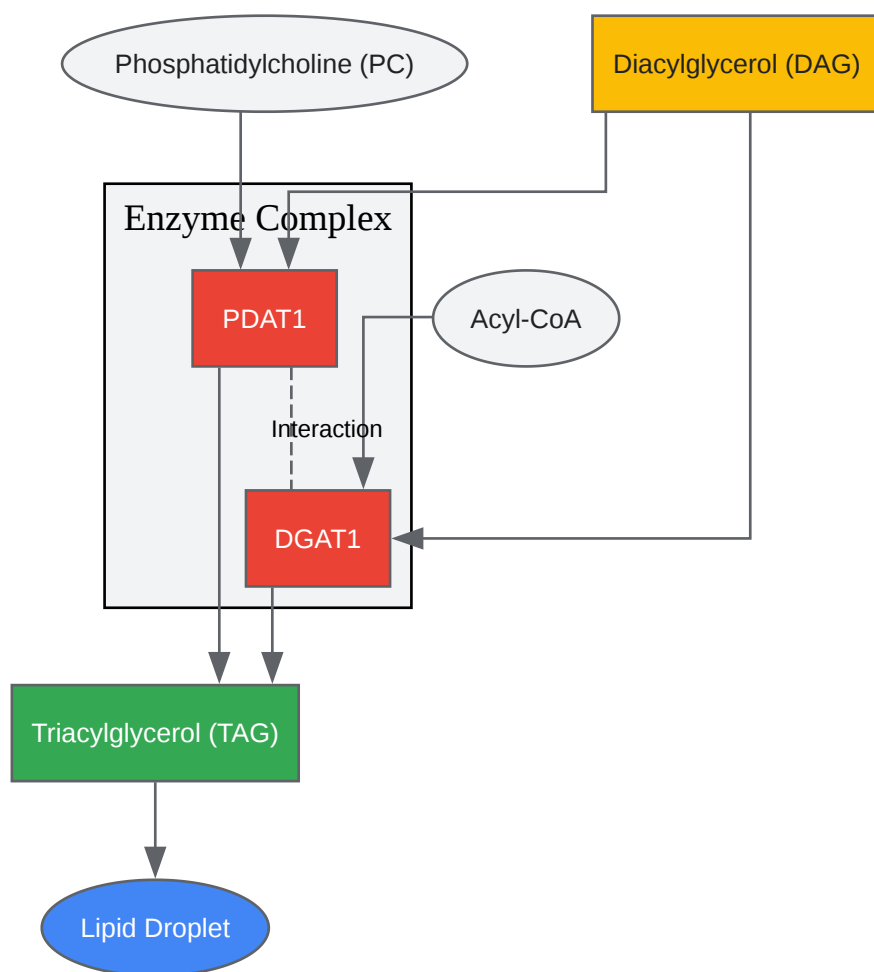 Phosphatidylcholine (PC)
Diacylglycerol (DAG)
Enzyme Complex
PDAT1
Acyl-CoA
Interaction
DGAT1
Triacylglycerol (TAG)
Lipid Droplet